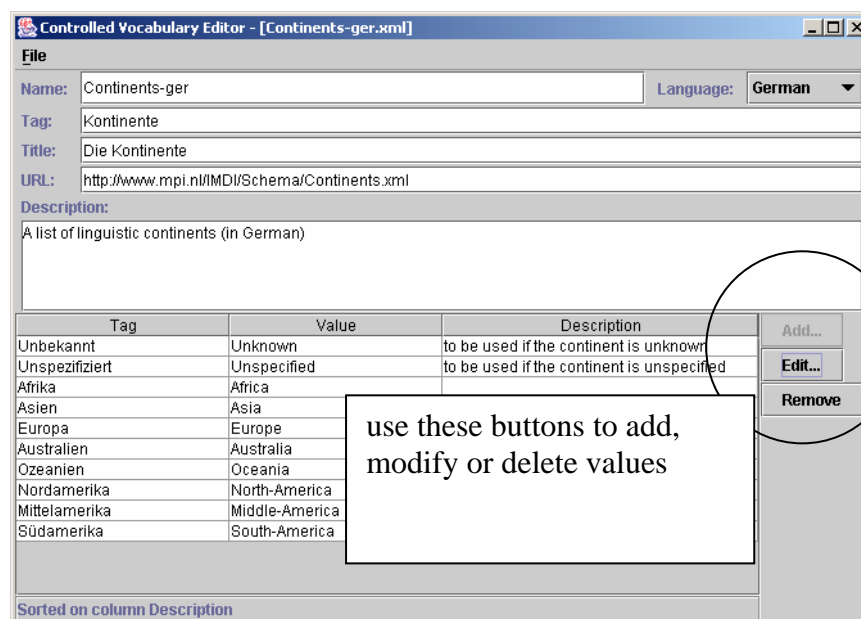 Controlled Vocabulary Editor - [Continents-ger.xml]
File
Name: Continents-ger Language: German
Tag: Kontinente
Title: Die Kontinente
URL: http://www.mpi.nl/IMDI/Schema/Continents.xml
Description:
A list of linguistic continents (in German)
Tag Value Description
Unbekannt Unknown to be used if the continent is unknown
Unspezifiziert Unspecified to be used if the continent is unspecified
Afrika Africa
Asien Asia
Europa Europe
Australien Australia
Ozeanien Oceania
Nordamerika North-America
Mittelamerika Middle-America
Südamerika South-America
Add...
Edit...
Remove
use these buttons to add,
modify or delete values
Sorted on column Description